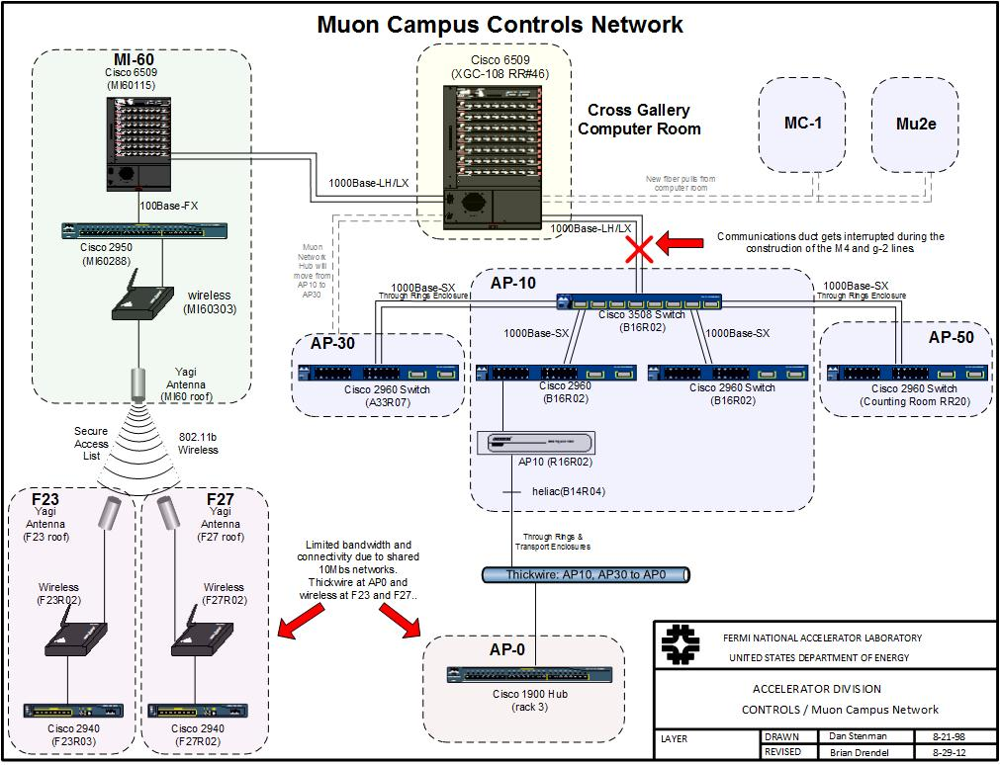 Muon Campus Controls Network
MI-60
Cisco 6509
(MI60115)
100Base-FX
Cisco 2950
(MI60288)
wireless
(MI60303)
Yagi
Antenna
(MI60 roof)
Secure
Access
List
802.11b
Wireless
Cisco 6509
(XGC-108 RR#46)
Cross Gallery
Computer Room
1000Base-LH/LX
1000Base-LH/LX
MC-1
Mu2e
New fiber pulls from
computer room
Muon
Network
Hub will
move from
AP10 to
AP30
Communications duct gets interrupted during the
construction of the M4 and g-2 lines.
AP-10
1000Base-SX
Through Rings Enclosure
1000Base-SX
Through Rings Enclosure
Cisco 3508 Switch
(B16R02)
1000Base-SX
1000Base-SX
AP-30
Cisco 2960 Switch
(A33R07)
Cisco 2960
(B16R02)
Cisco 2960 Switch
(B16R02)
AP-50
Cisco 2960 Switch
(Counting Room RR20)
AP10 (R16R02)
heliac(B14R04)
Through Rings &
Transport Enclosures
Thickwire: AP10, AP30 to AP0
F23
Yagi
Antenna
(F23 roof)
Wireless
(F23R02)
Cisco 2940
(F23R03)
F27
Yagi
Antenna
(F27 roof)
Wireless
(F27R02)
Cisco 2940
(F27R02)
Limited bandwidth and
connectivity due to shared
10Mbs networks.
Thickwire at AP0 and
wireless at F23 and F27..
AP-0
Cisco 1900 Hub
(rack 3)
FERMI NATIONAL ACCELERATOR LABORATORY
UNITED STATES DEPARTMENT OF ENERGY
ACCELERATOR DIVISION
CONTROLS / Muon Campus Network
LAYER
DRAWN Dan Stenman 8-21-98
REVISED Brian Drendel 8-29-12